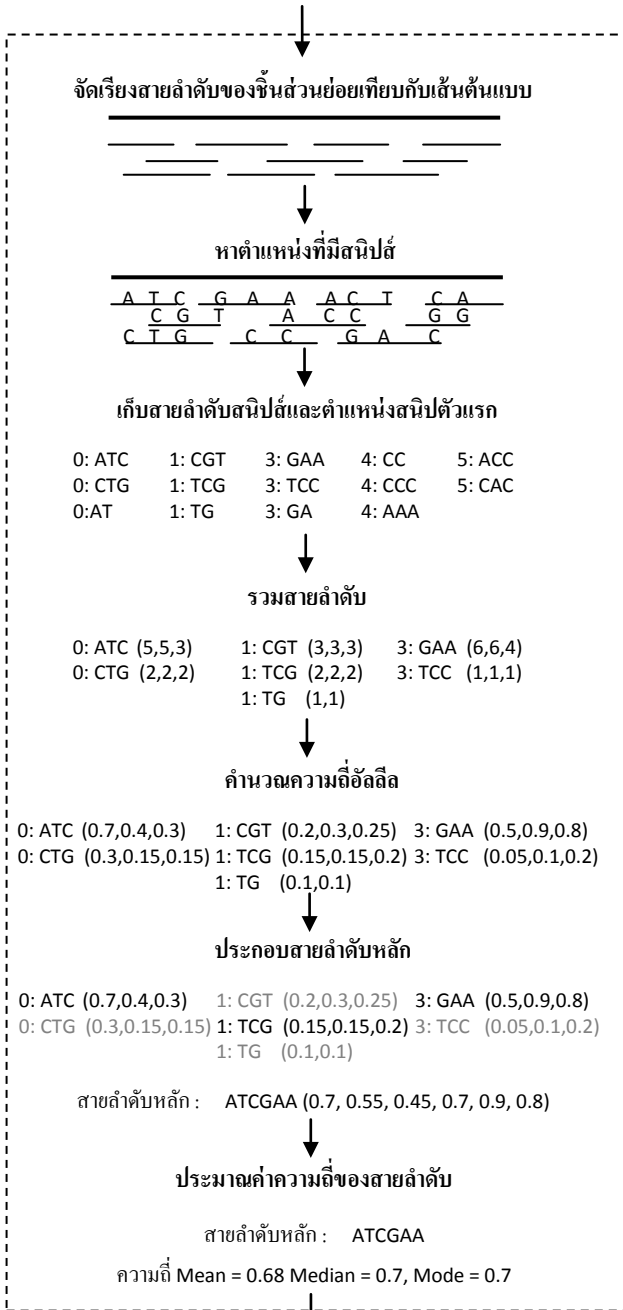 จัดเรียงสายลำดับของชิ้นส่วนย่อยเทียบกับเส้นต้นแบบ
หาตำแหน่งที่มีสนิปส์
A T C G A A A C T C A
C G T A C C G G
C T G C C G A C
เก็บสายลำดับสนิปส์และตำแหน่งสนิปตัวแรก
0: ATC 1: CGT 3: GAA 4: CC 5: ACC
0: CTG 1: TCG 3: TCC 4: CCC 5: CAC
0:AT 1: TG 3: GA 4: AAA
รวมสายลำดับ
0: ATC (5,5,3) 1: CGT (3,3,3) 3: GAA (6,6,4)
0: CTG (2,2,2) 1: TCG (2,2,2) 3: TCC (1,1,1)
1: TG (1,1)
คำนวณความถี่อัลลีล
0: ATC (0.7,0.4,0.3) 1: CGT (0.2,0.3,0.25) 3: GAA (0.5,0.9,0.8)
0: CTG (0.3,0.15,0.15) 1: TCG (0.15,0.15,0.2) 3: TCC (0.05,0.1,0.2)
1: TG (0.1,0.1)
ประกอบสายลำดับหลัก
0: ATC (0.7,0.4,0.3) 1: CGT (0.2,0.3,0.25) 3: GAA (0.5,0.9,0.8)
0: CTG (0.3,0.15,0.15) 1: TCG (0.15,0.15,0.2) 3: TCC (0.05,0.1,0.2)
1: TG (0.1,0.1)
สายลำดับหลัก : ATCGAA (0.7, 0.55, 0.45, 0.7, 0.9, 0.8)
ประมาณค่าความถี่ของสายลำดับ
สายลำดับหลัก : ATCGAA
ความถี่ Mean = 0.68 Median = 0.7, Mode = 0.7